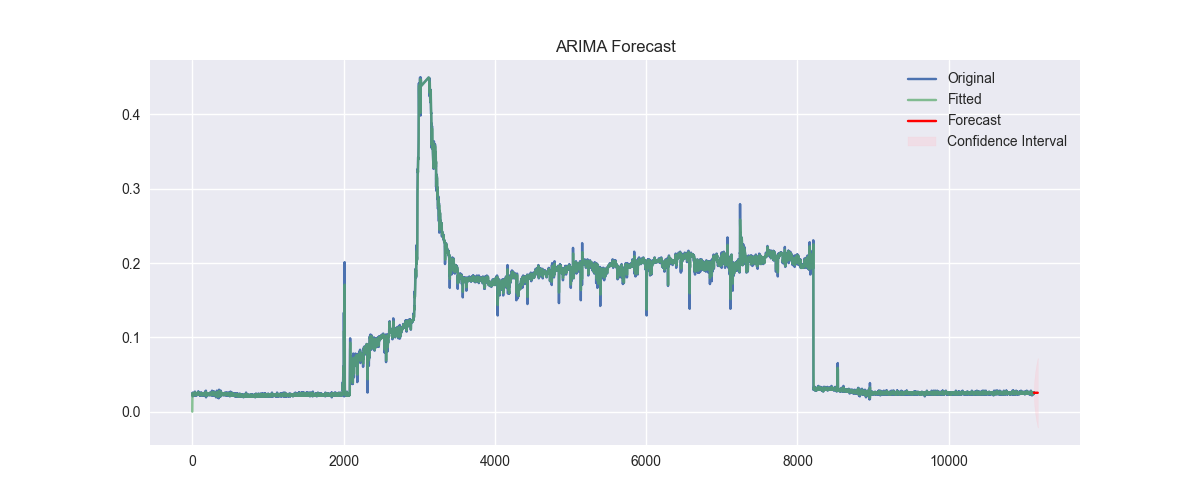 ARIMA Forecast
Original
Fitted
Forecast
Confidence Interval
0.4
0.3
0.2
0.1
0.0
0 2000 4000 6000 8000 10000